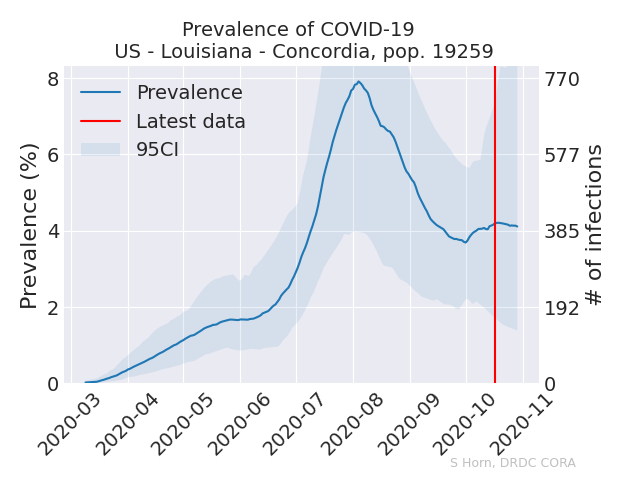 Prevalence of COVID-19
US - Louisiana - Concordia, pop. 19259
Prevalence
Latest data
95CI
Prevalence (%)
8
6
4
2
0
770
577
385
192
0
# of infections
2020-03
2020-04
2020-05
2020-06
2020-07
2020-08
2020-09
2020-10
2020-11
S Horn, DRDC CORA